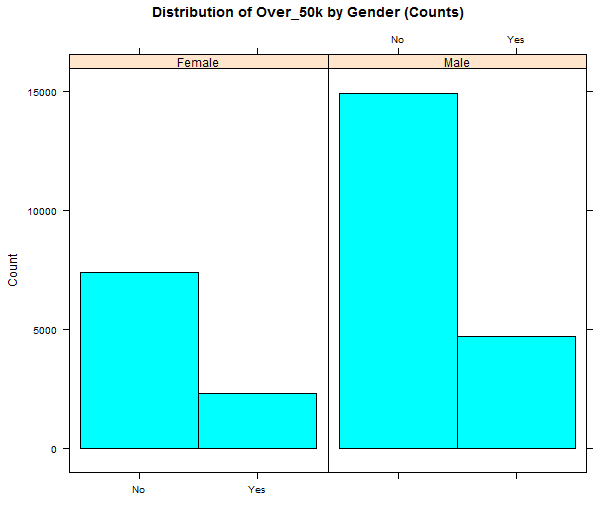 Distribution of Over_50k by Gender (Counts)
No Yes
Female Male
15000
10000
5000
0
Count
No Yes